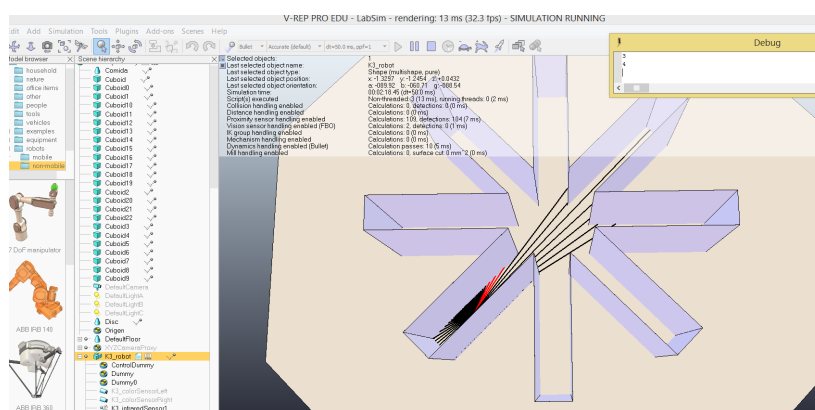 V-REP PRO EDU - LabSim - rendering: 13 ms (32.3 fps) - SIMULATION RUNNING
dit Add Simulation Tools Plugins Add-ons Scenes Help
Bullet Accurate (default) dt=50.0 ms, ppf=1
Debug
3
4
Model browser
household
nature
office items
other
people
tools
vehicles
examples
equipment
robots
mobile
non-mobile
7 DoF manipulator
ABB IRB 140
ABB IRB 360
Scene hierarchy
Comida
Cuboid
Cuboid0
Cuboid1
Cuboid10
Cuboid11
Cuboid12
Cuboid13
Cuboid14
Cuboid15
Cuboid16
Cuboid17
Cuboid18
Cuboid19
Cuboid2
Cuboid20
Cuboid21
Cuboid22
Cuboid3
Cuboid4
Cuboid5
Cuboid6
Cuboid7
Cuboid8
Cuboid9
DefaultCamera
DefaultLightA
DefaultLightB
DefaultLightC
Disc
Origen
DefaultFloor
XYZCameraProxy
K3_robot
ControlDummy
Dummy
Dummy0
K3_colorSensorLeft
K3_colorSensorRight
K3_infraredSensor1
Selected objects: 1
Last selected object name: K3_robot
Last selected object type: Shape (multishape, pure)
Last selected object position: x: -1.3297 y: -1.2454 z: +0.0432
Last selected object orientation: a: -089.92 b: -060.71 g: -088.54
Simulation time: 00:02:18.45 (dt=50.0 ms)
Script(s) executed Non-threaded: 3 (13 ms), running threads: 0 (2 ms)
Collision handling enabled Calculations: 0, detections: 0 (0 ms)
Distance handling enabled Calculations: 0 (0 ms)
Proximity sensor handling enabled Calculations: 109, detections: 104 (7 ms)
Vision sensor handling enabled (FBO) Calculations: 2, detections: 0 (1 ms)
IK group handling enabled Calculations: 0 (0 ms)
Mechanism handling enabled Calculations: 0 (0 ms)
Dynamics handling enabled (Bullet) Calculation passes: 10 (5 ms)
Mill handling enabled Calculations: 0, surface cut 0 mm^2 (0 ms)